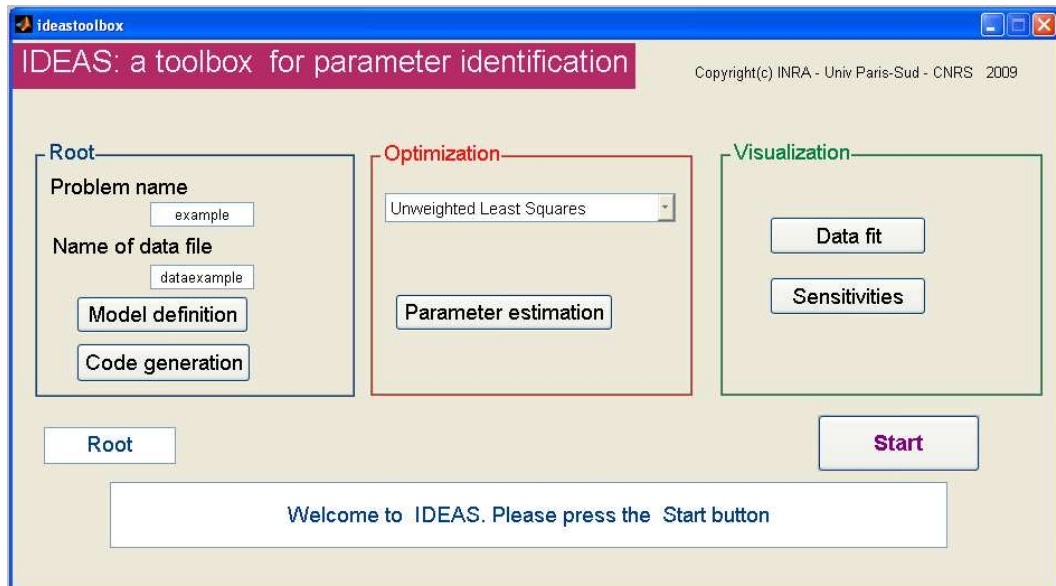 ideastoolbox
IDEAS: a toolbox for parameter identification
Copyright(c) INRA - Univ Paris-Sud - CNRS 2009
Root
Problem name
example
Name of data file
dataexample
Model definition
Code generation
Optimization
Unweighted Least Squares
Parameter estimation
Visualization
Data fit
Sensitivities
Root
Start
Welcome to IDEAS. Please press the Start button